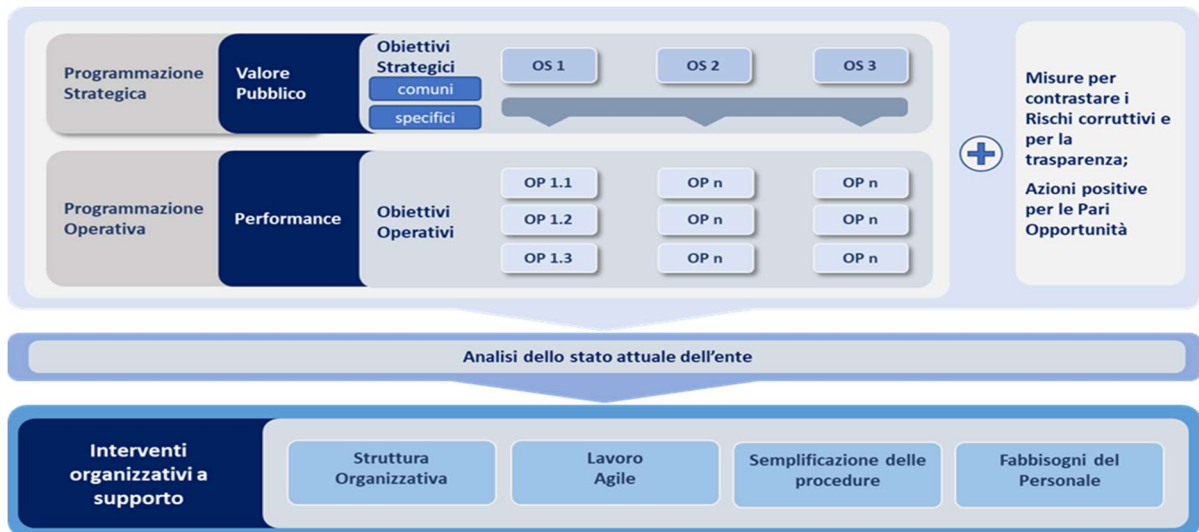 Programmazione
Strategica
Valore
Pubblico
Obiettivi
Strategici
comuni
specifici
OS 1
OS 2
OS 3
Programmazione
Operativa
Performance
Obiettivi
Operativi
OP 1.1
OP n
OP n
OP 1.2
OP n
OP n
OP 1.3
OP n
OP n
Misure per
contrastare i
Rischi corruttivi e
per la
trasparenza;
Azioni positive
per le Pari
Opportunità
Analisi dello stato attuale dell’ente
Interventi
organizzativi a
supporto
Struttura
Organizzativa
Lavoro
Agile
Semplificazione delle
procedure
Fabbisogni del
Personale